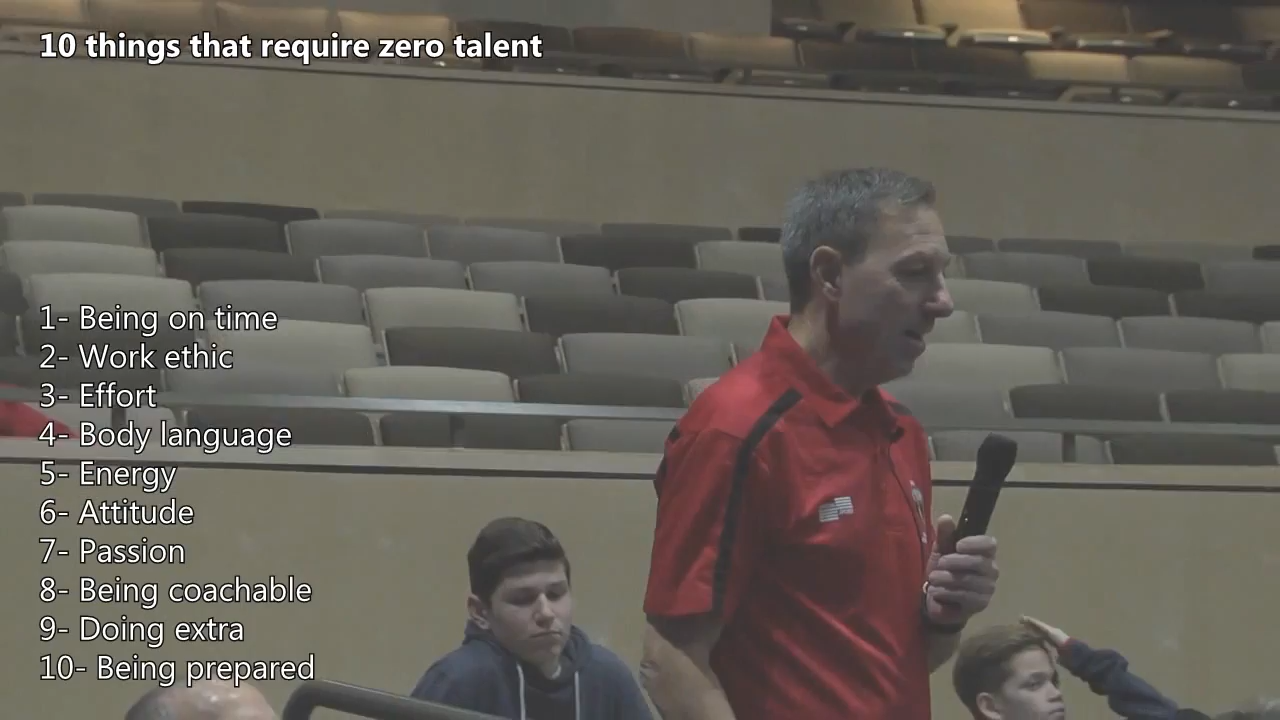 10 things that require zero talent
1- Being on time
2- Work ethic
3- Effort
4- Body language
5- Energy
6- Attitude
7- Passion
8- Being coachable
9- Doing extra
10- Being prepared